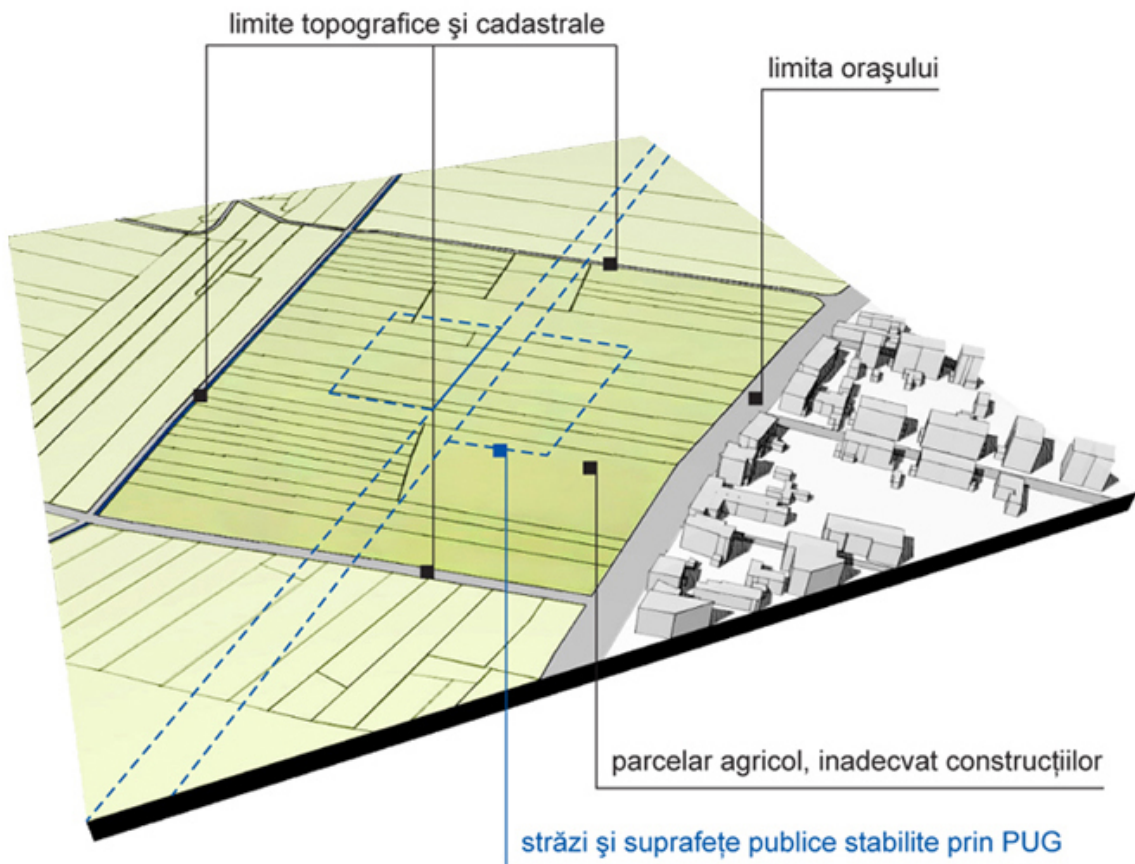 limite topografice şi cadastrale
limita oraşului
parcelar agricol, inadecvat construcțiilor
străzi şi suprafețe publice stabilite prin PUG